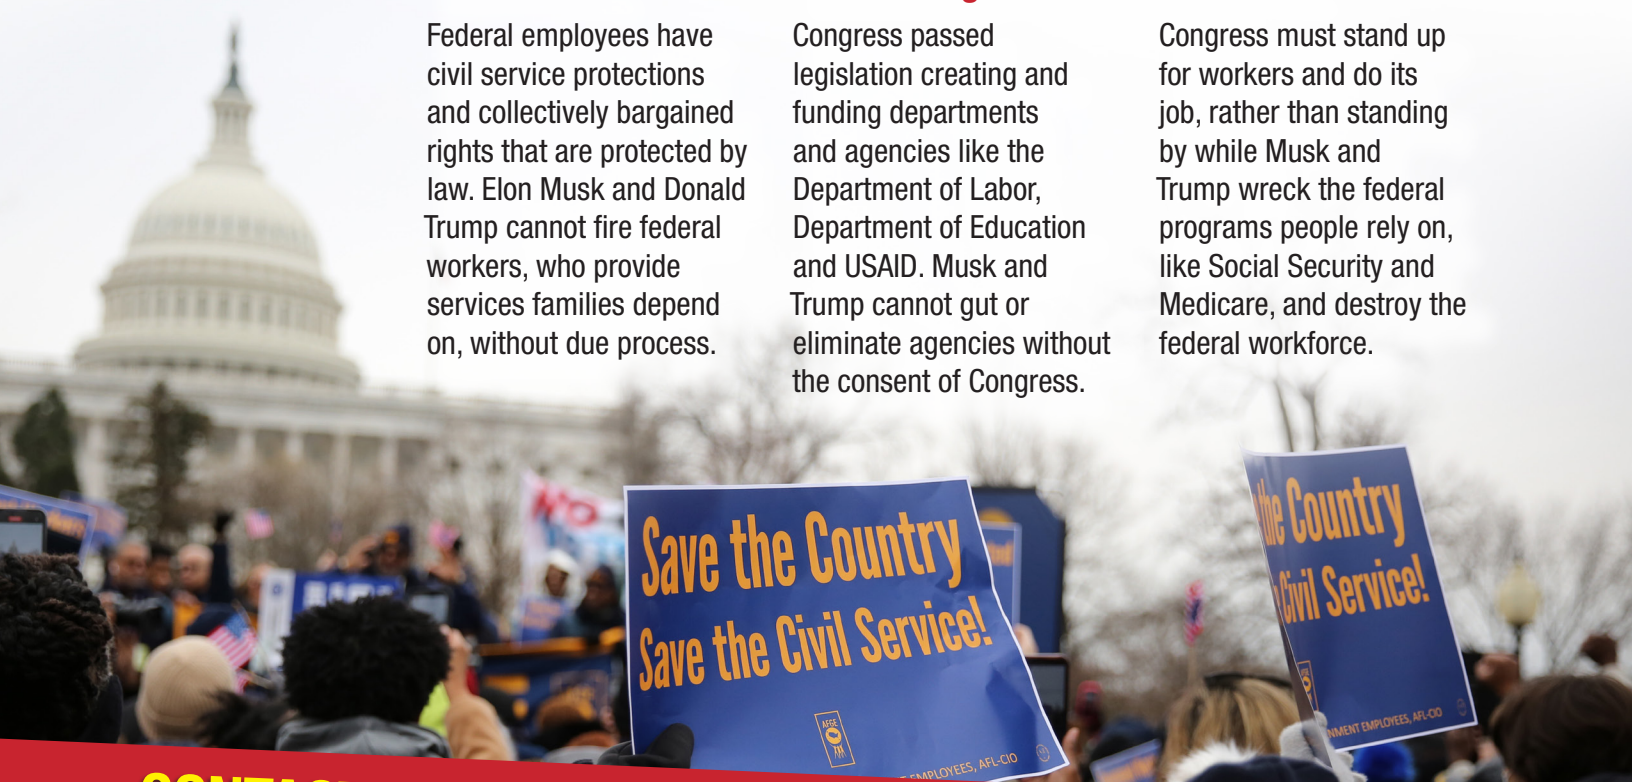 Federal employees have
civil service protections
and collectively bargained
rights that are protected by
law. Elon Musk and Donald
Trump cannot fire federal
workers, who provide
services families depend
on, without due process.
Congress passed
legislation creating and
funding departments
and agencies like the
Department of Labor,
Department of Education
and USAID. Musk and
Trump cannot gut or
eliminate agencies without
the consent of Congress.
Congress must stand up
for workers and do its
job, rather than standing
by while Musk and
Trump wreck the federal
programs people rely on,
like Social Security and
Medicare, and destroy the
federal workforce.
NO
Save the Country
Save the Civil Service!
AFGE
EMPLOYEES, AFL-CIO
the Country
Civil Service!
NMENT EMPLOYEES, AFL-CIO